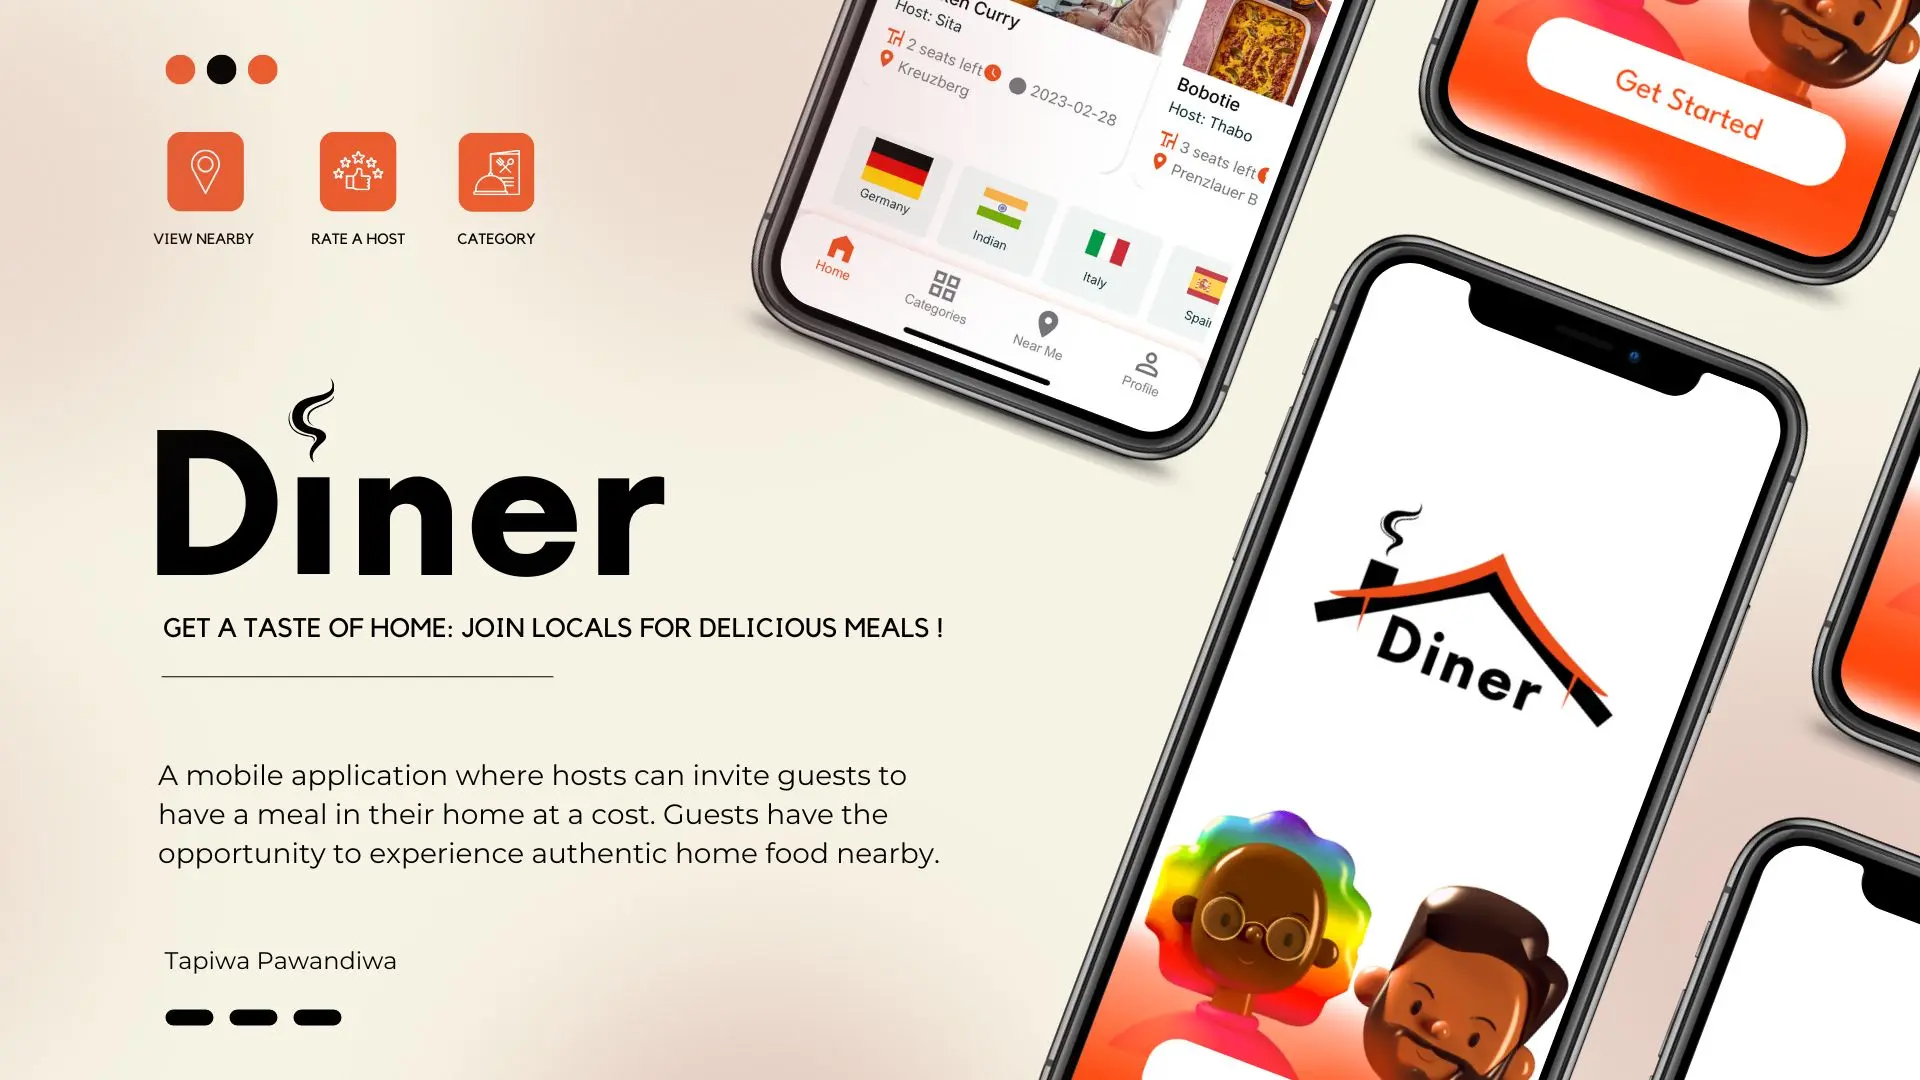 VIEW NEARBY
RATE A HOST
CATEGORY
Diner
GET A TASTE OF HOME: JOIN LOCALS FOR DELICIOUS MEALS !
A mobile application where hosts can invite guests to
have a meal in their home at a cost. Guests have the
opportunity to experience authentic home food nearby.
Tapiwa Pawandiwa
Curry
Host: Sita
2 seats left
2023-02-28
Kreuzberg
Bobotie
Host: Thabo
3 seats left
Prenzlauer B
Germany
Indian
Italy
Home
Categories
Near Me
Profile
Get Started
Diner